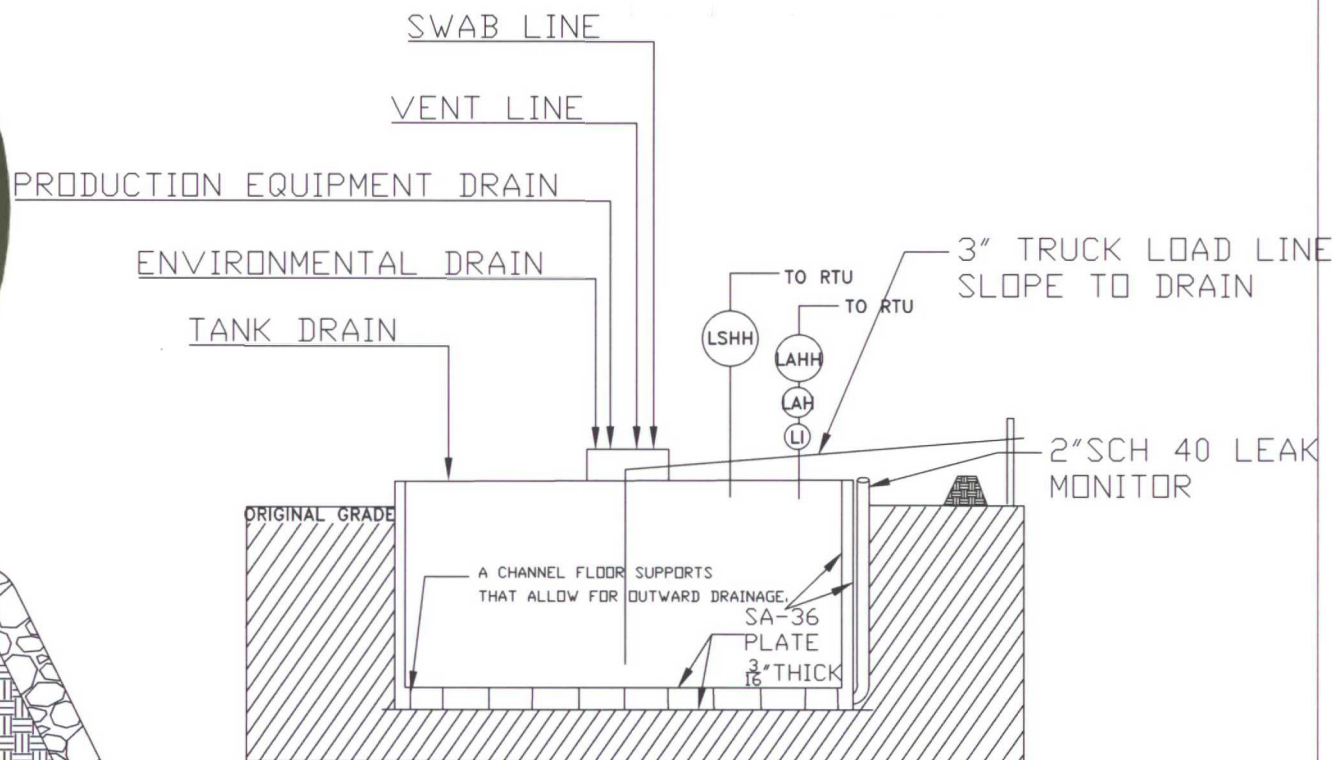 SWAB LINE
VENT LINE
PRODUCTION EQUIPMENT DRAIN
ENVIRONMENTAL DRAIN
TANK DRAIN
TO RTU
TO RTU
3" TRUCK LOAD LINE
SLOPE TO DRAIN
LSHH
LAHH
LAH
LI
2"SCH 40 LEAK
MONITOR
ORIGINAL GRADE
A CHANNEL FLOOR SUPPORTS
THAT ALLOW FOR OUTWARD DRAINAGE.
SA-36
PLATE
3/16"THICK